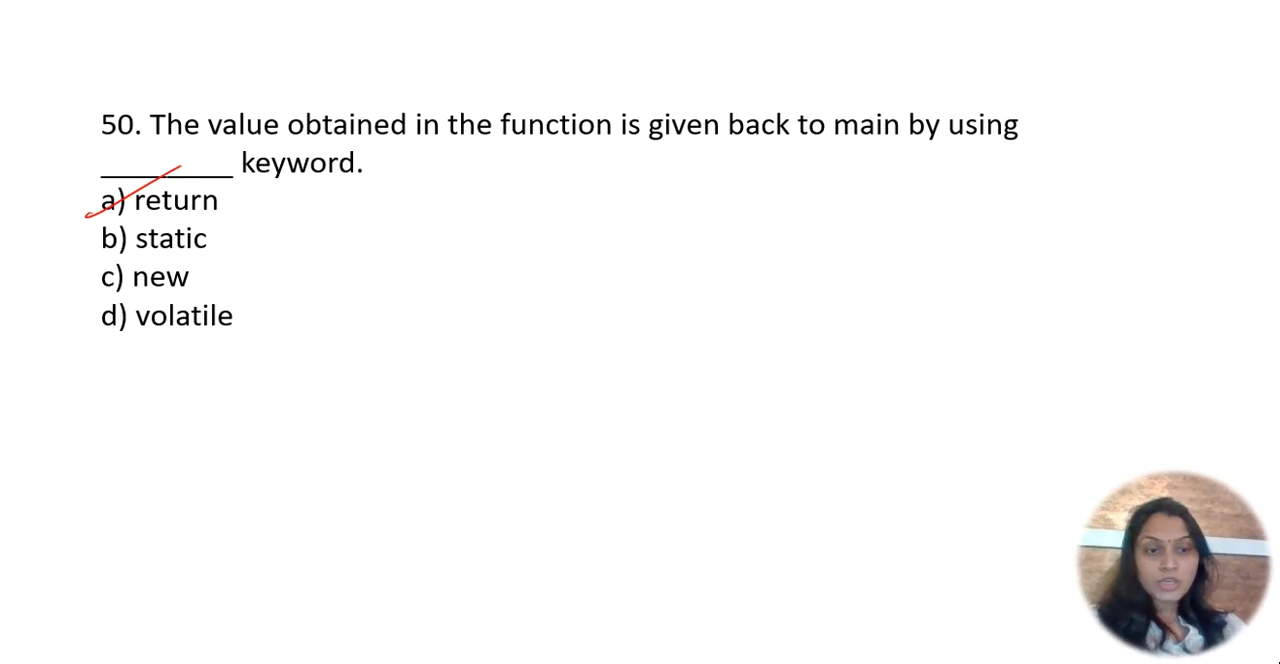 50. The value obtained in the function is given back to main by using
_________ keyword.
a) return
b) static
c) new
d) volatile